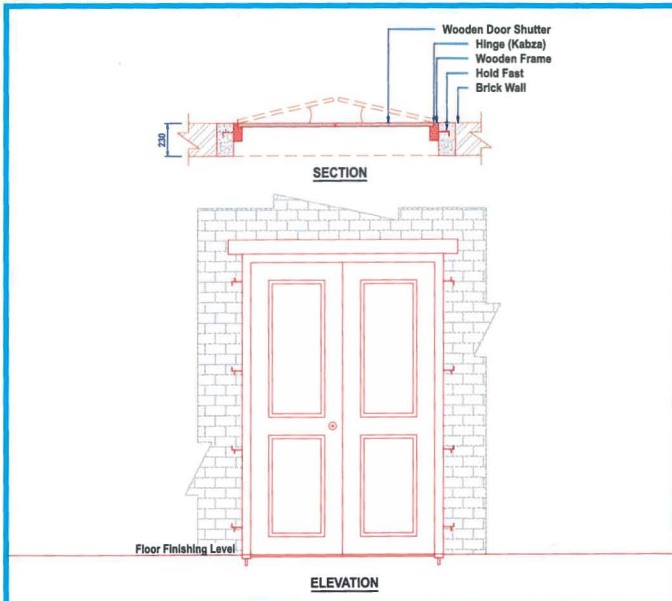 Wooden Door Shutter
Hinge (Kabza)
Wooden Frame
Hold Fast
Brick Wall
230
SECTION
Floor Finishing Level
ELEVATION